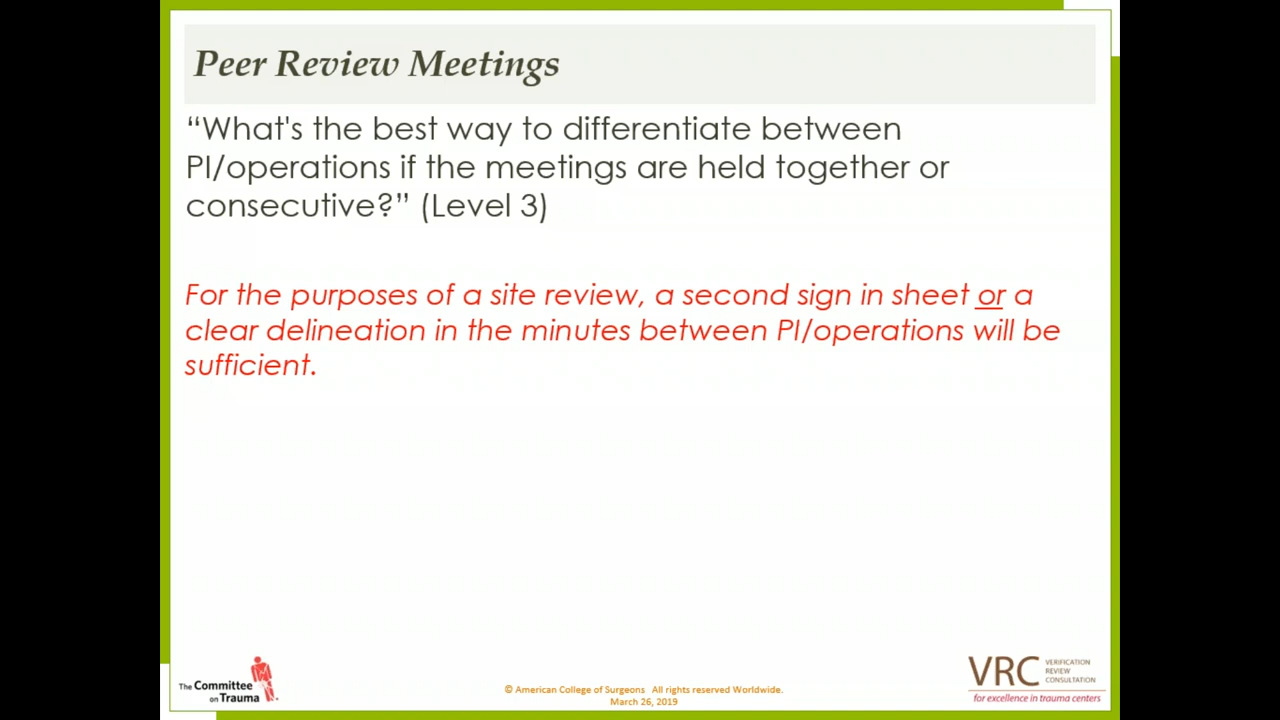 Peer Review Meetings
“What's the best way to differentiate between
PI/operations if the meetings are held together or
consecutive?” (Level 3)
For the purposes of a site review, a second sign in sheet or a
clear delineation in the minutes between PI/operations will be
sufficient.
The Committee
on Trauma
© American College of Surgeons All rights reserved Worldwide.
March 26, 2019
VRC
VERIFICATION
REVIEW
CONSULTATION
for excellence in trauma centers